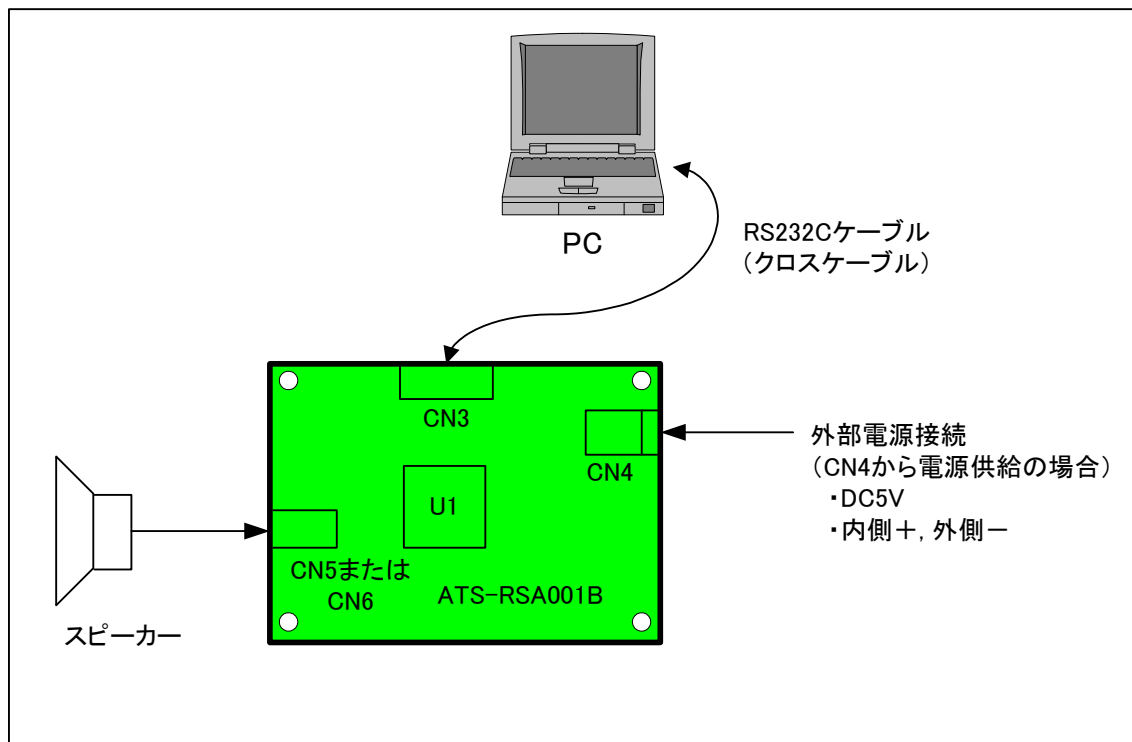 PC
RS232Cケーブル
(クロスケーブル)
CN3
CN4
外部電源接続
(CN4から電源供給の場合)
・DC5V
・内側＋, 外側－
U1
CN5または
CN6
ATS-RSA001B
スピーカー